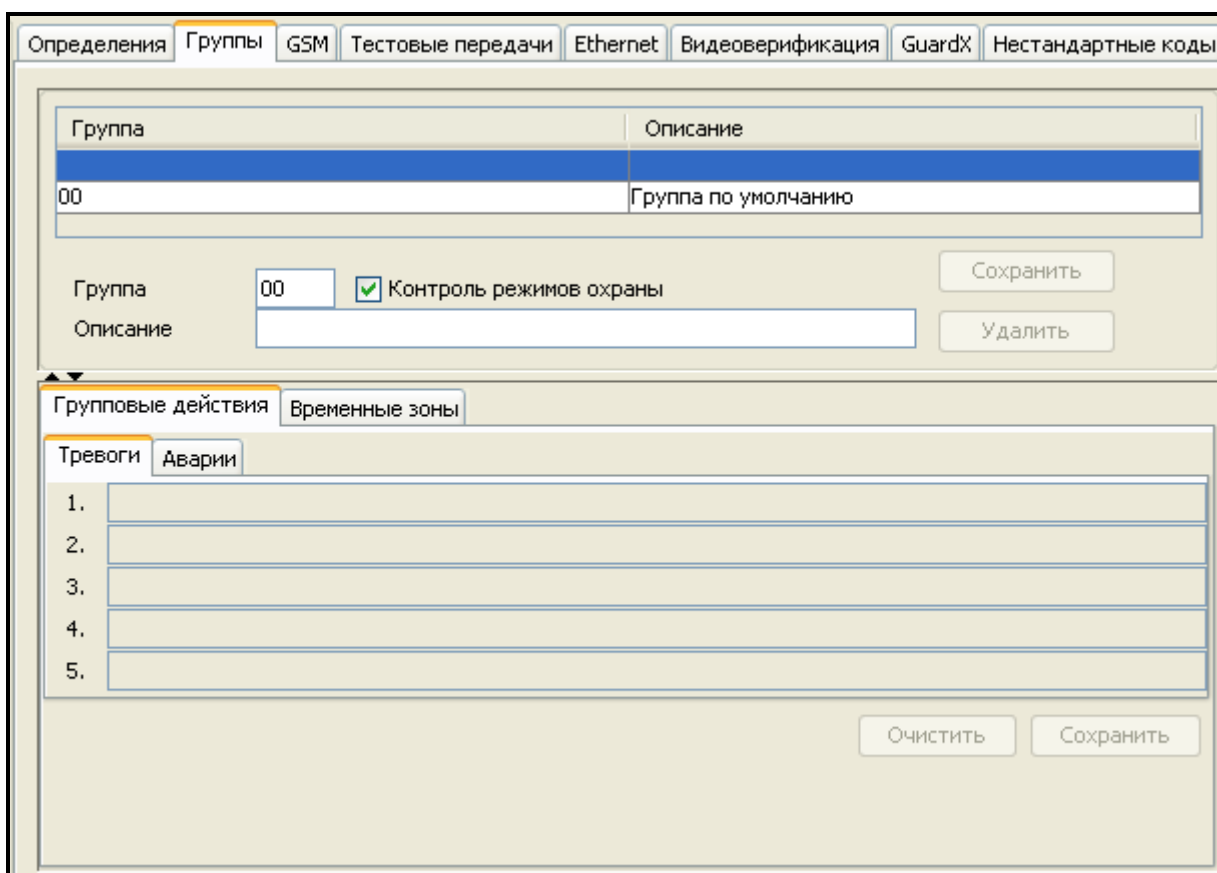 Определения Группы GSM Тестовые передачи Ethernet Видеоверификация GuardX Нестандартные коды
Группа Описание
00 Группа по умолчанию
Группа 00 Контроль режимов охраны Сохранить
Описание Удалить
Групповые действия Временные зоны
Тревоги Аварии
1.
2.
3.
4.
5.
Очистить Сохранить